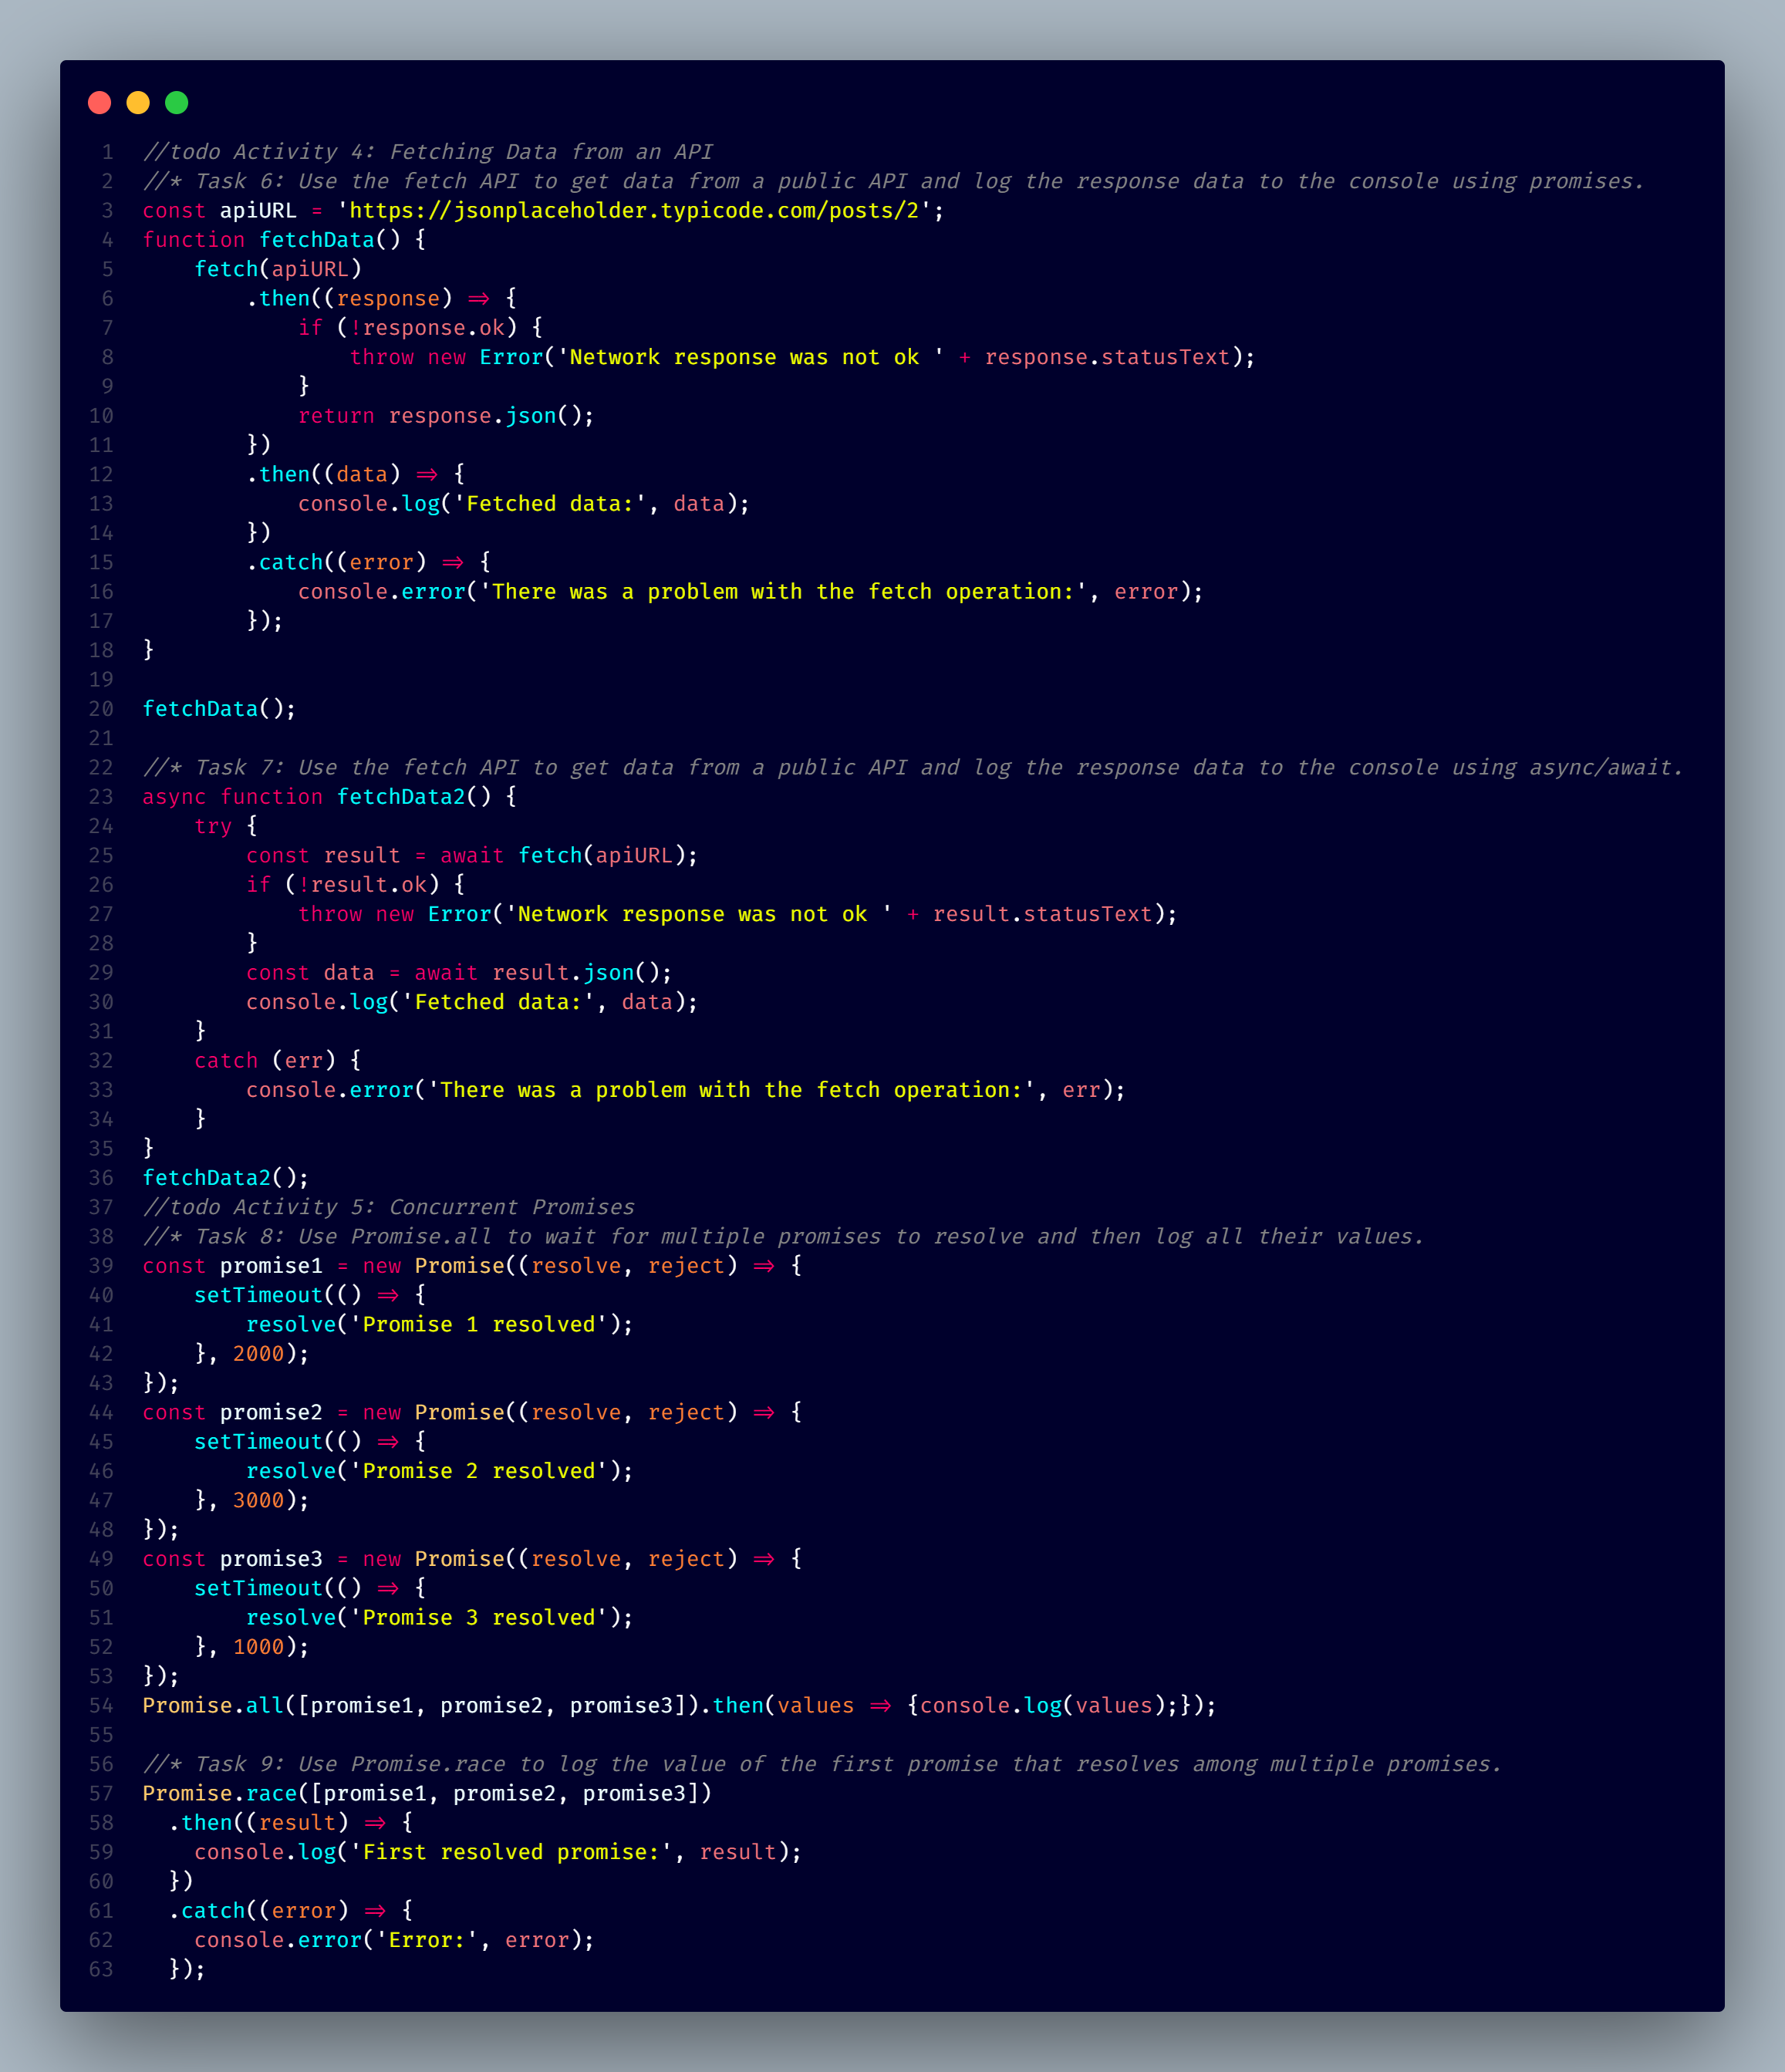 1 //todo Activity 4: Fetching Data from an API
2 //* Task 6: Use the fetch API to get data from a public API and log the response data to the console using promises.
3 const apiURL = 'https://jsonplaceholder.typicode.com/posts/2';
4 function fetchData() {
5     fetch(apiURL)
6         .then((response) => {
7             if (!response.ok) {
8                 throw new Error('Network response was not ok ' + response.statusText);
9             }
10             return response.json();
11         })
12         .then((data) => {
13             console.log('Fetched data:', data);
14         })
15         .catch((error) => {
16             console.error('There was a problem with the fetch operation:', error);
17         });
18 }
19
20 fetchData();
21
22 //* Task 7: Use the fetch API to get data from a public API and log the response data to the console using async/await.
23 async function fetchData2() {
24     try {
25         const result = await fetch(apiURL);
26         if (!result.ok) {
27             throw new Error('Network response was not ok ' + result.statusText);
28         }
29         const data = await result.json();
30         console.log('Fetched data:', data);
31     }
32     catch (err) {
33         console.error('There was a problem with the fetch operation:', err);
34     }
35 }
36 fetchData2();
37 //todo Activity 5: Concurrent Promises
38 //* Task 8: Use Promise.all to wait for multiple promises to resolve and then log all their values.
39 const promise1 = new Promise((resolve, reject) => {
40     setTimeout(() => {
41         resolve('Promise 1 resolved');
42     }, 2000);
43 });
44 const promise2 = new Promise((resolve, reject) => {
45     setTimeout(() => {
46         resolve('Promise 2 resolved');
47     }, 3000);
48 });
49 const promise3 = new Promise((resolve, reject) => {
50     setTimeout(() => {
51         resolve('Promise 3 resolved');
52     }, 1000);
53 });
54 Promise.all([promise1, promise2, promise3]).then(values => {console.log(values);});
55
56 //* Task 9: Use Promise.race to log the value of the first promise that resolves among multiple promises.
57 Promise.race([promise1, promise2, promise3])
58   .then((result) => {
59     console.log('First resolved promise:', result);
60   })
61   .catch((error) => {
62     console.error('Error:', error);
63   });